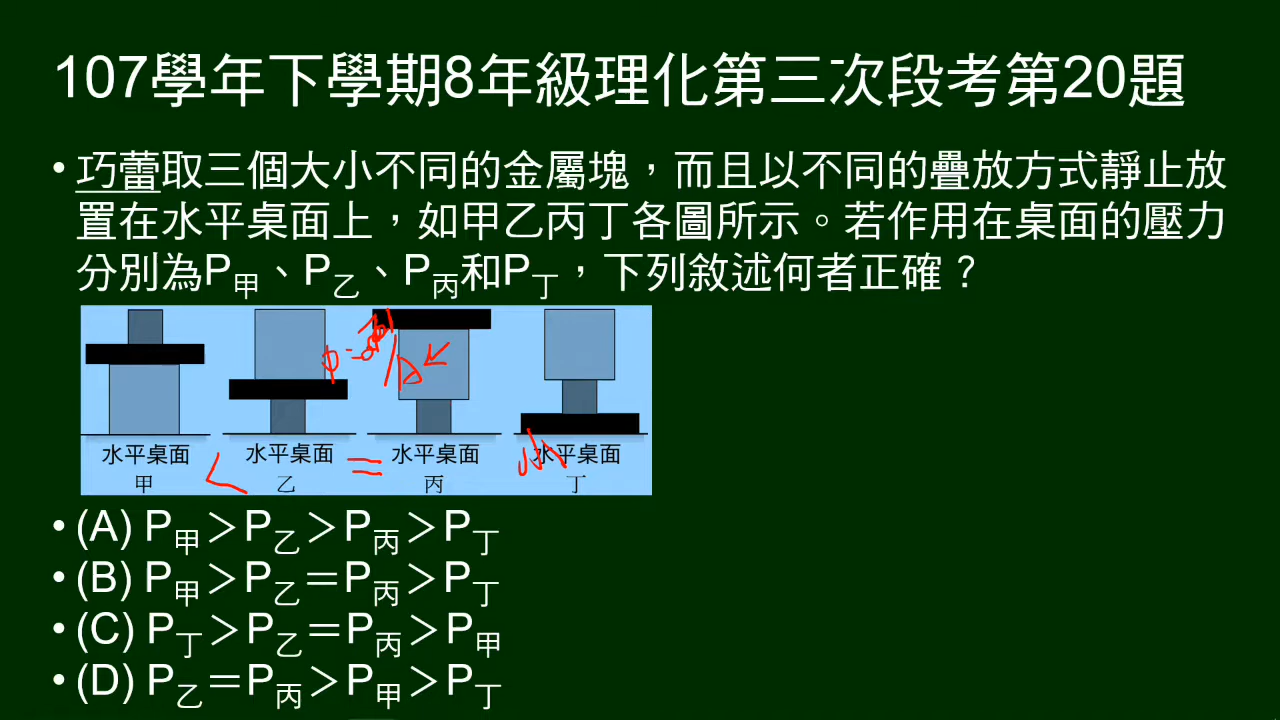 107學年下學期8年級理化第三次段考第20題
• 巧蕾取三個大小不同的金屬塊，而且以不同的疊放方式靜止放
置在水平桌面上，如甲乙丙丁各圖所示。若作用在桌面的壓力
分別為P甲、P乙、P丙和P丁，下列敘述何者正確？
水平桌面 水平桌面 水平桌面 水平桌面
甲 < 乙 = 丙 丁
• (A) P甲＞P乙＞P丙＞P丁
• (B) P甲＞P乙＝P丙＞P丁
• (C) P丁＞P乙＝P丙＞P甲
• (D) P乙＝P丙＞P甲＞P丁